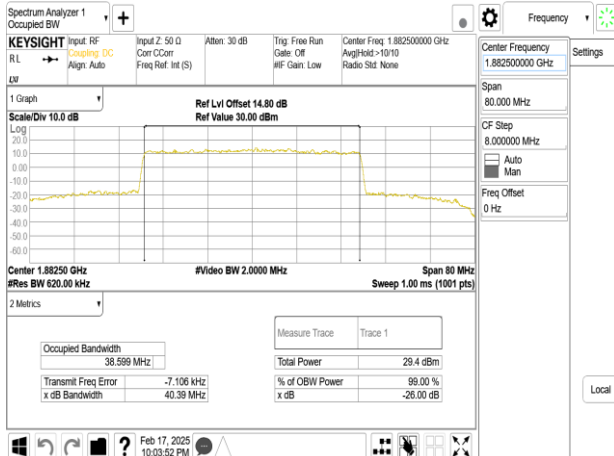 Spectrum Analyzer 1
Occupied BW
Frequency
KEYSIGHT
RL
LXI
Input: RF
Coupling: DC
Align: Auto
Input Z: 50 Ω
Corr CCorr
Freq Ref: Int (S)
Atten: 30 dB
Trig: Free Run
Gate: Off
#IF Gain: Low
Center Freq: 1.882500000 GHz
Avg|Hold:>10/10
Radio Std: None
Center Frequency
1.882500000 GHz
Settings
Span
80.000 MHz
CF Step
8.000000 MHz
Auto
Man
Freq Offset
0 Hz
Local
1 Graph
Scale/Div 10.0 dB
Ref Lvl Offset 14.80 dB
Ref Value 30.00 dBm
Log
20.0
10.0
0.00
-10.0
-20.0
-30.0
-40.0
-50.0
-60.0
Center 1.88250 GHz
#Res BW 620.00 kHz
#Video BW 2.0000 MHz
Span 80 MHz
Sweep 1.00 ms (1001 pts)
2 Metrics
Measure Trace
Trace 1
Occupied Bandwidth
38.599 MHz
Total Power
29.4 dBm
Transmit Freq Error
-7.106 kHz
% of OBW Power
99.00 %
x dB Bandwidth
40.39 MHz
x dB
-26.00 dB
?
Feb 17, 2025
10:03:52 PM